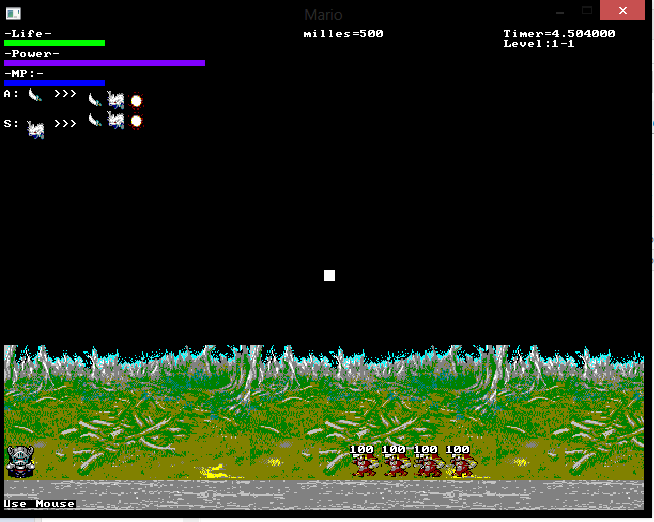 Mario
-Life-
milles=500
Timer=4.504000
-Power-
Level:1-1
-MP:-
A: >>>
S: >>>
100 100 100 100
Use Mouse